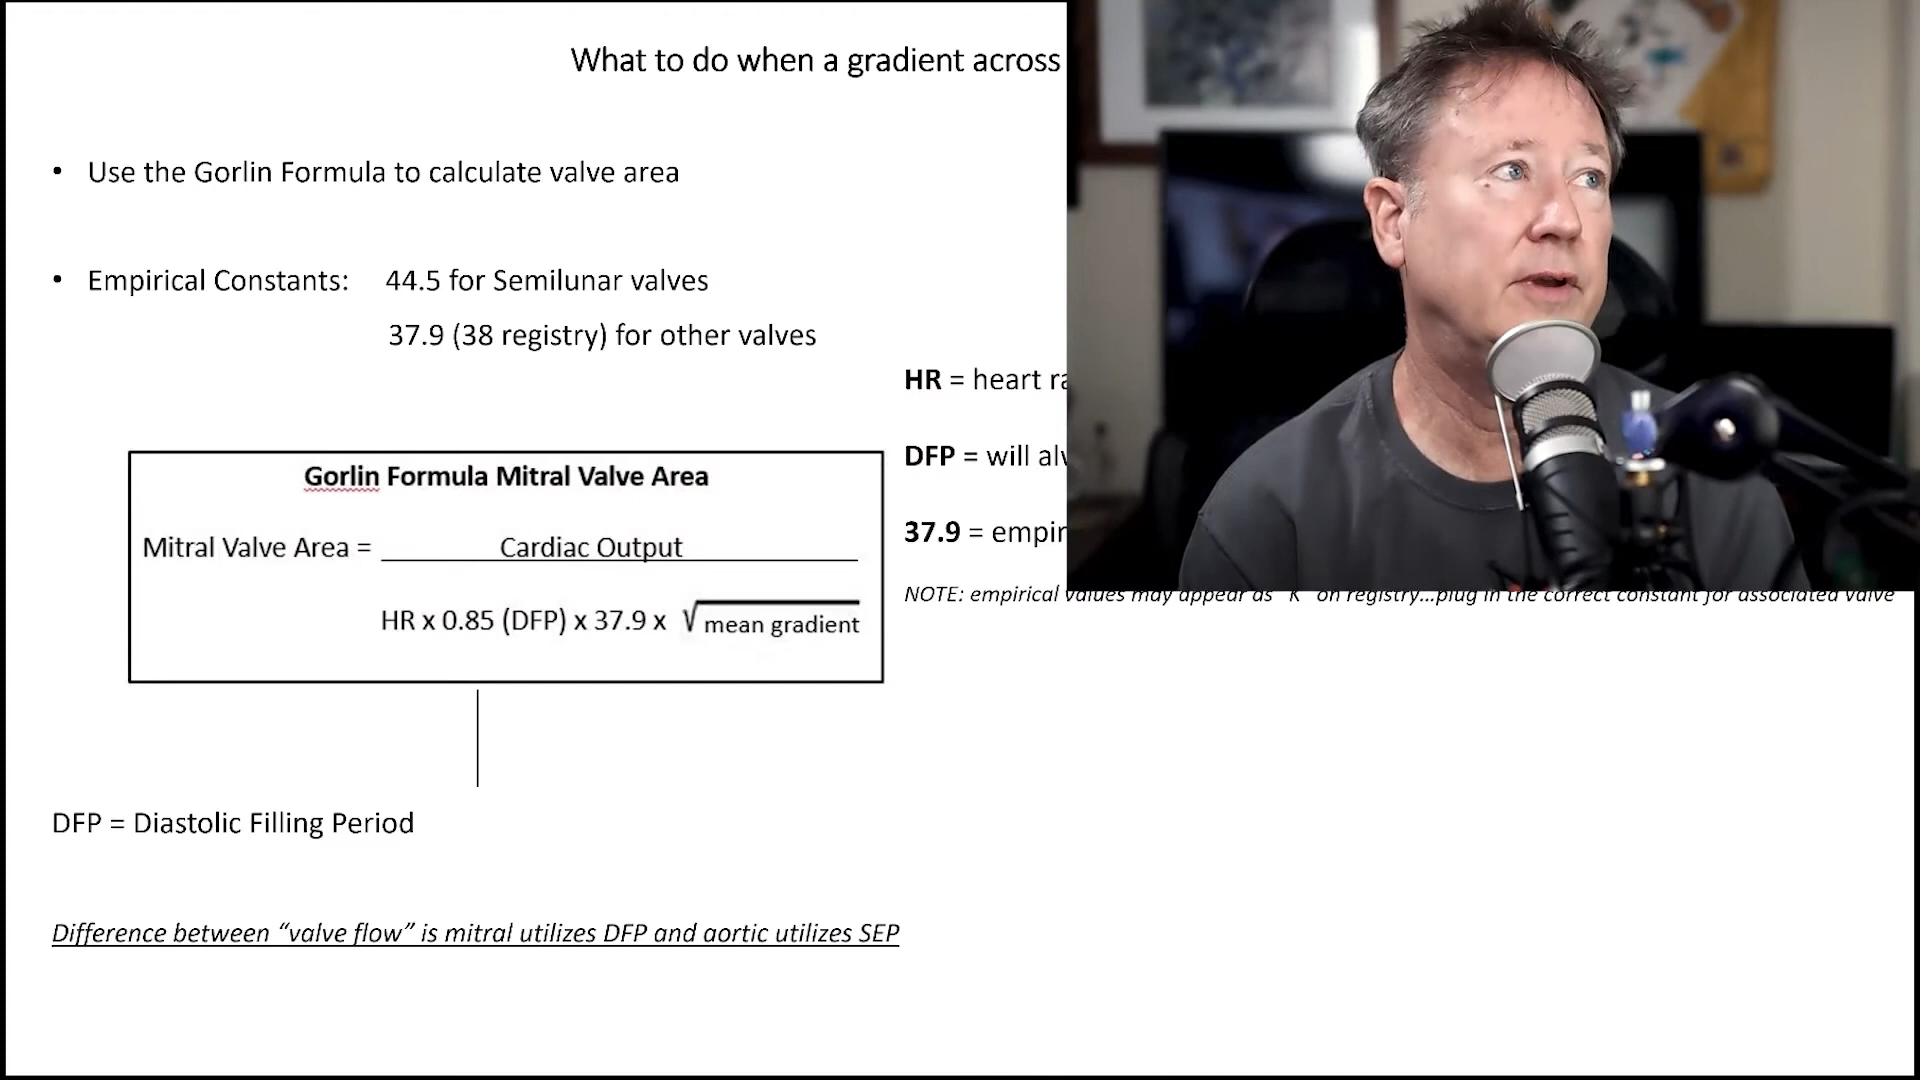 What to do when a gradient across
• Use the Gorlin Formula to calculate valve area
• Empirical Constants: 44.5 for Semilunar valves
37.9 (38 registry) for other valves
HR = heart
DFP = will
37.9 =
NOTE: empirical values may appear as "K" on registry...plug in the correct constant for associated valve
Gorlin Formula Mitral Valve Area
Mitral Valve Area = Cardiac Output
HR x 0.85 (DFP) x 37.9 x √mean gradient
DFP = Diastolic Filling Period
Difference between “valve flow” is mitral utilizes DFP and aortic utilizes SEP